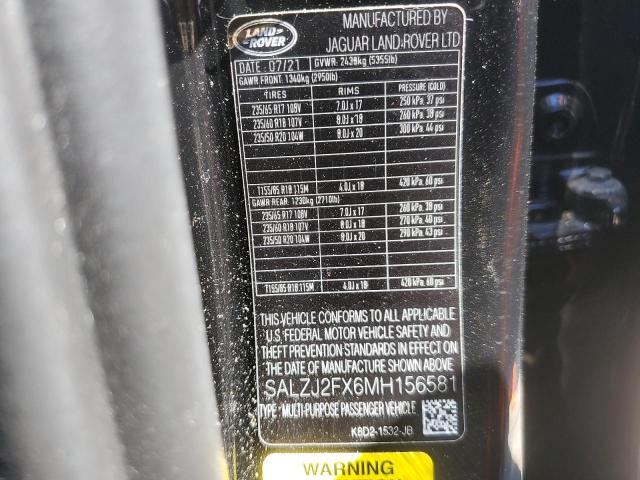 LAND
ROVER
MANUFACTURED BY
JAGUAR LAND-ROVER LTD
DATE: 07/21 GVWR: 2430kg (5355lb)
GAWR FRONT: 1340kg (2950lb)
TIRES RIMS PRESSURE (COLD)
235/65 R17 108V 7.0J x 17 250 kPa, 37 psi
235/60 R18 107V 8.0J x 18 260 kPa, 38 psi
235/50 R20 104W 8.0J x 20 300 kPa, 44 psi
T155/85 R18 115M 4.0J x 18 420 kPa, 60 psi
GAWR REAR: 1230kg (2710lb)
235/65 R17 108V 7.0J x 17 260 kPa, 38 psi
235/60 R18 107V 8.0J x 18 270 kPa, 40 psi
235/50 R20 104W 8.0J x 20 290 kPa, 43 psi
T155/85 R18 115M 4.0J x 18 420 kPa, 60 psi
THIS VEHICLE CONFORMS TO ALL APPLICABLE
U.S. FEDERAL MOTOR VEHICLE SAFETY AND
THEFT PREVENTION STANDARDS IN EFFECT ON
THE DATE OF MANUFACTURE SHOWN ABOVE
SALZJ2FX6MH156581
TYPE: MULTI-PURPOSE PASSENGER VEHICLE
K8D2-1532-JB
WARNING